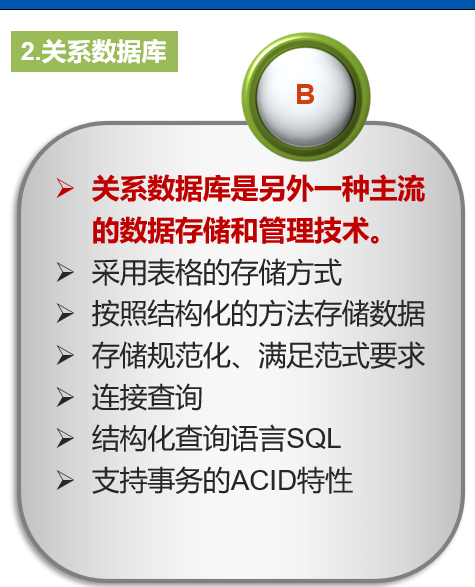 2.关系数据库
B
➢ 关系数据库是另外一种主流
的数据存储和管理技术。
➢ 采用表格的存储方式
➢ 按照结构化的方法存储数据
➢ 存储规范化、满足范式要求
➢ 连接查询
➢ 结构化查询语言SQL
➢ 支持事务的ACID特性